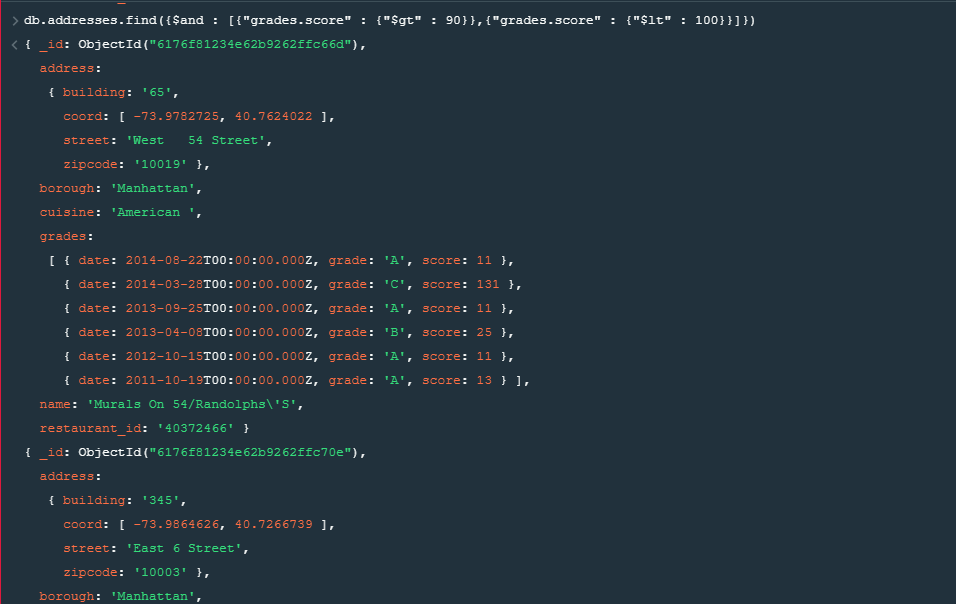 > db.addresses.find({$and : [{"grades.score" : {"$gt" : 90}},{"grades.score" : {"$lt" : 100}}]})
< { _id: ObjectId("6176f81234e62b9262ffc66d"),
address:
{ building: '65',
coord: [ -73.9782725, 40.7624022 ],
street: 'West   54 Street',
zipcode: '10019' },
borough: 'Manhattan',
cuisine: 'American ',
grades:
[ { date: 2014-08-22T00:00:00.000Z, grade: 'A', score: 11 },
{ date: 2014-03-28T00:00:00.000Z, grade: 'C', score: 131 },
{ date: 2013-09-25T00:00:00.000Z, grade: 'A', score: 11 },
{ date: 2013-04-08T00:00:00.000Z, grade: 'B', score: 25 },
{ date: 2012-10-15T00:00:00.000Z, grade: 'A', score: 11 },
{ date: 2011-10-19T00:00:00.000Z, grade: 'A', score: 13 } ],
name: 'Murals On 54/Randolphs\'S',
restaurant_id: '40372466' }
{ _id: ObjectId("6176f81234e62b9262ffc70e"),
address:
{ building: '345',
coord: [ -73.9864626, 40.7266739 ],
street: 'East 6 Street',
zipcode: '10003' },
borough: 'Manhattan',